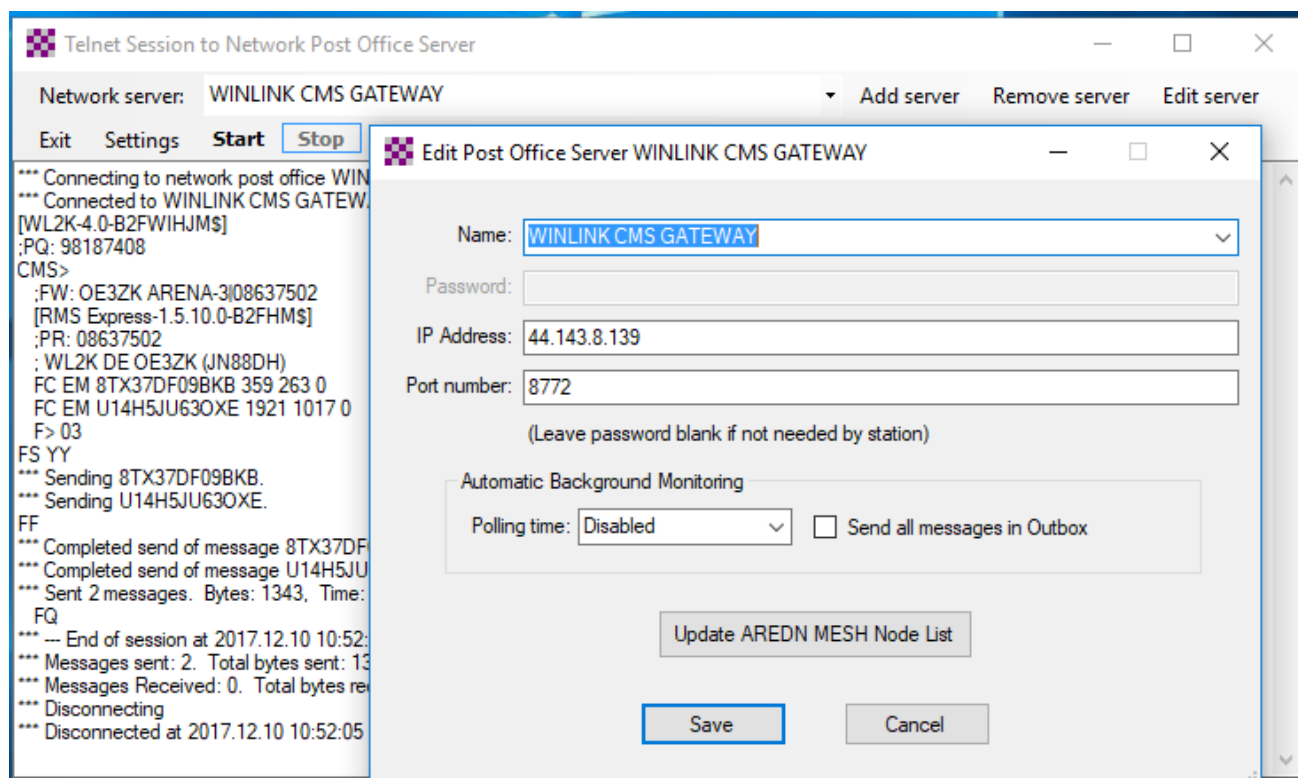 Telnet Session to Network Post Office Server
Network server: WINLINK CMS GATEWAY Add server Remove server Edit server
Exit Settings Start Stop
*** Connecting to network post office WIN
*** Connected to WINLINK CMS GATEW
[WL2K-4.0-B2FWIHJM$]
;PQ: 98187408
CMS>
;FW: OE3ZK ARENA-3|08637502
[RMS Express-1.5.10.0-B2FHM$]
;PR: 08637502
; WL2K DE OE3ZK (JN88DH)
FC EM 8TX37DF09BKB 359 263 0
FC EM U14H5JU63OXE 1921 1017 0
F> 03
FS YY
*** Sending 8TX37DF09BKB.
*** Sending U14H5JU63OXE.
FF
*** Completed send of message 8TX37DF
*** Completed send of message U14H5JU
*** Sent 2 messages. Bytes: 1343, Time:
FQ
*** --- End of session at 2017.12.10 10:52:
*** Messages sent: 2. Total bytes sent: 13
*** Messages Received: 0. Total bytes re
*** Disconnecting
*** Disconnected at 2017.12.10 10:52:05
Edit Post Office Server WINLINK CMS GATEWAY
Name: WINLINK CMS GATEWAY
Password:
IP Address: 44.143.8.139
Port number: 8772
(Leave password blank if not needed by station)
Automatic Background Monitoring
Polling time: Disabled Send all messages in Outbox
Update AREDN MESH Node List
Save Cancel